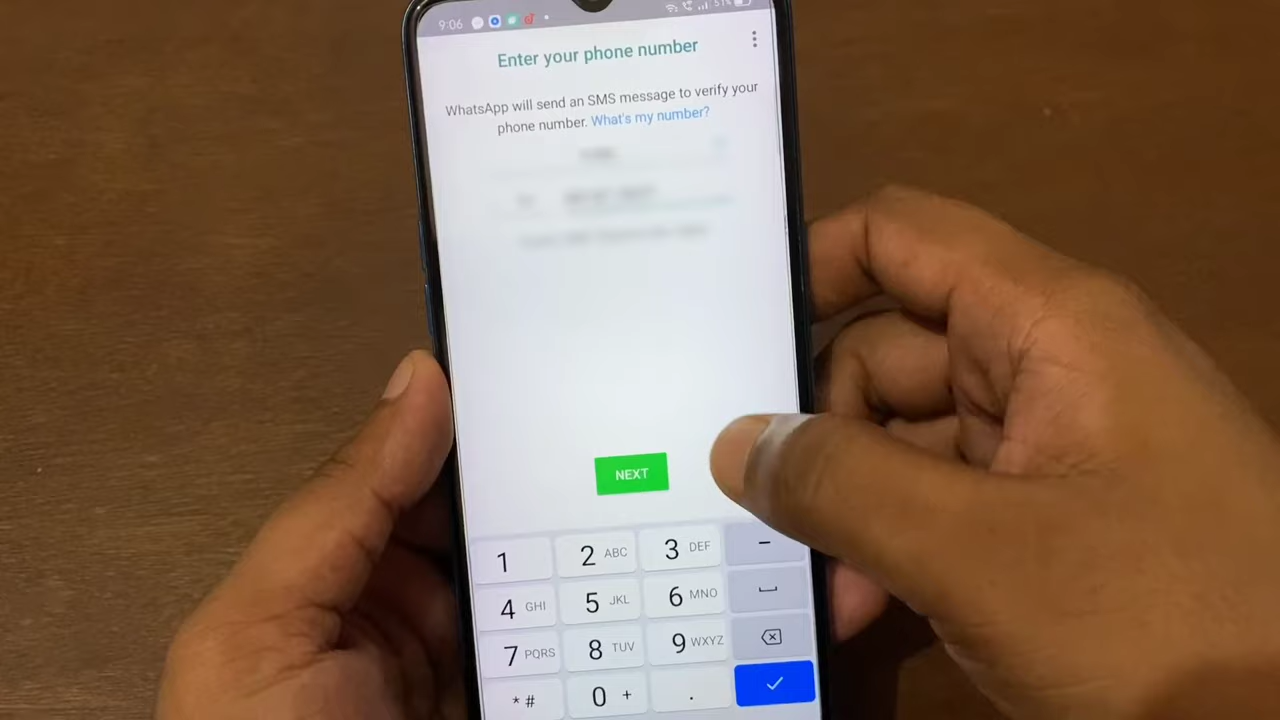 9:06
51%
Enter your phone number
WhatsApp will send an SMS message to verify your
phone number. What's my number?
NEXT
1
2 ABC
3 DEF
−
4 GHI
5 JKL
6 MNO
7 PQRS
8 TUV
9 WXYZ
* #
0 +
.